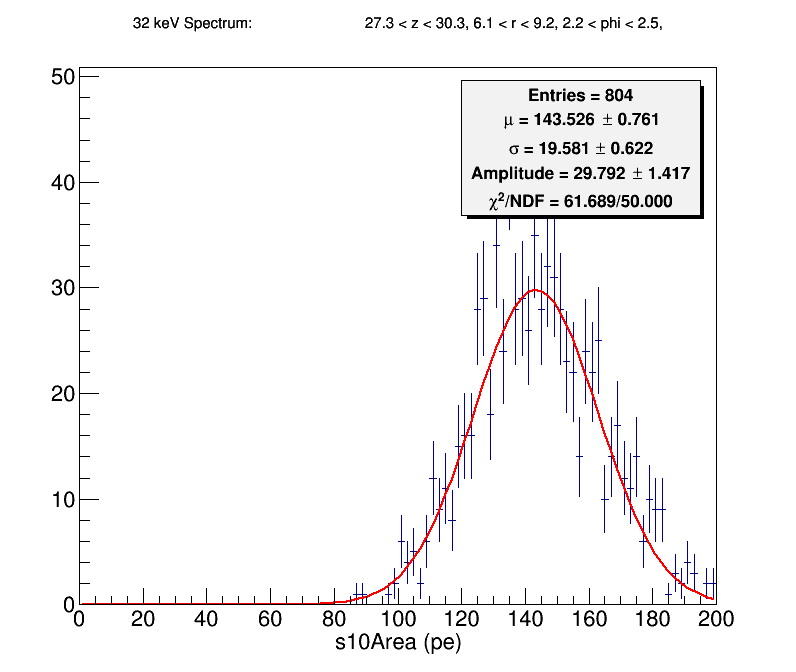 32 keV Spectrum: 27.3 < z < 30.3, 6.1 < r < 9.2, 2.2 < phi < 2.5,
Entries = 804
μ = 143.526 ± 0.761
σ = 19.581 ± 0.622
Amplitude = 29.792 ± 1.417
χ²/NDF = 61.689/50.000
50
40
30
20
10
0
0 20 40 60 80 100 120 140 160 180 200
s10Area (pe)